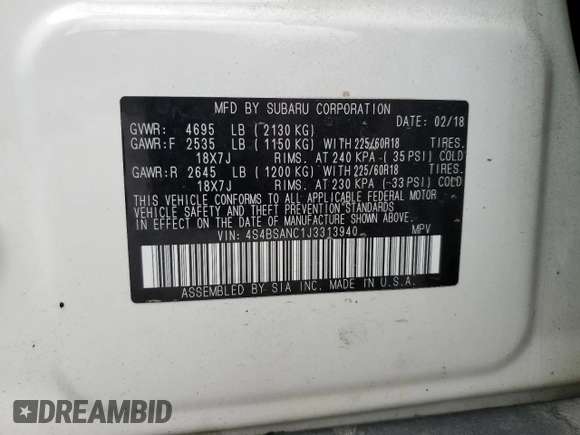 MFD BY SUBARU CORPORATION
DATE: 02/18
GVWR: 4695 LB ( 2130 KG)
GAWR:F 2535 LB ( 1150 KG) WITH 225/60R18 TIRES.
18X7J RIMS. AT 240 KPA ( 35 PSI) COLD
GAWR:R 2645 LB ( 1200 KG) WITH 225/60R18 TIRES.
18X7J RIMS. AT 230 KPA ( 33 PSI) COLD
THIS VEHICLE CONFORMS TO ALL APPLICABLE FEDERAL MOTOR
VEHICLE SAFETY AND THEFT PREVENTION STANDARDS IN
EFFECT ON THE DATE OF MANUFACTURE SHOWN ABOVE.
VIN: 4S4BSANC1J3313940 MPV
ASSEMBLED BY SIA INC. MADE IN U.S.A.
DREAMBID